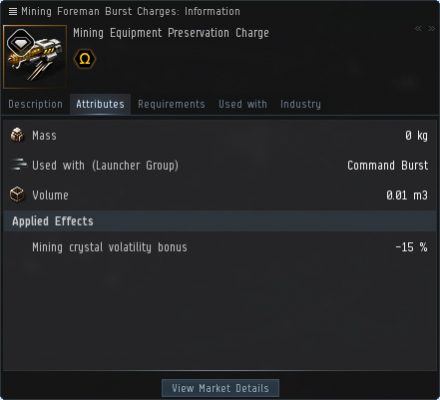 Mining Foreman Burst Charges: Information
Mining Equipment Preservation Charge
Ω
Description Attributes Requirements Used with Industry
Mass 0 kg
Used with (Launcher Group) Command Burst
Volume 0.01 m3
Applied Effects
Mining crystal volatility bonus -15 %
View Market Details